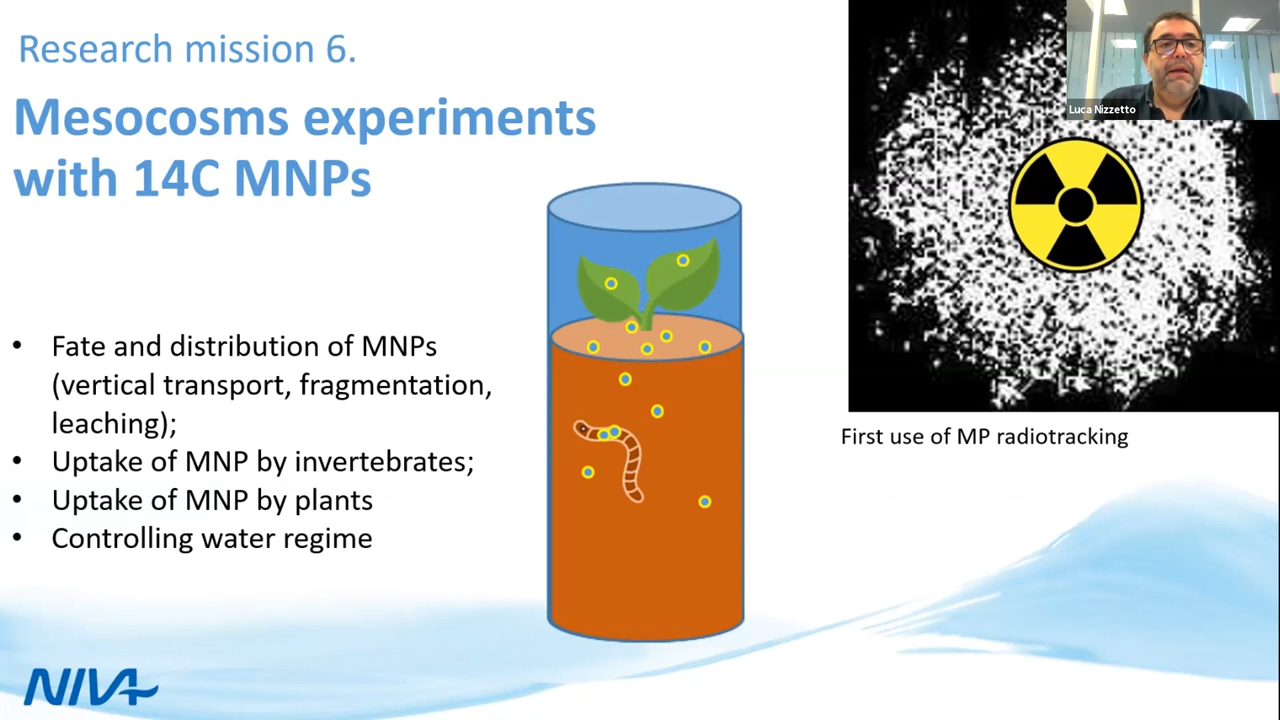 Research mission 6.
Mesocosms experiments
with 14C MNPs
Luca Nizzetto
• Fate and distribution of MNPs
(vertical transport, fragmentation,
leaching);
• Uptake of MNP by invertebrates;
• Uptake of MNP by plants
• Controlling water regime
First use of MP radiotracking
NIVA